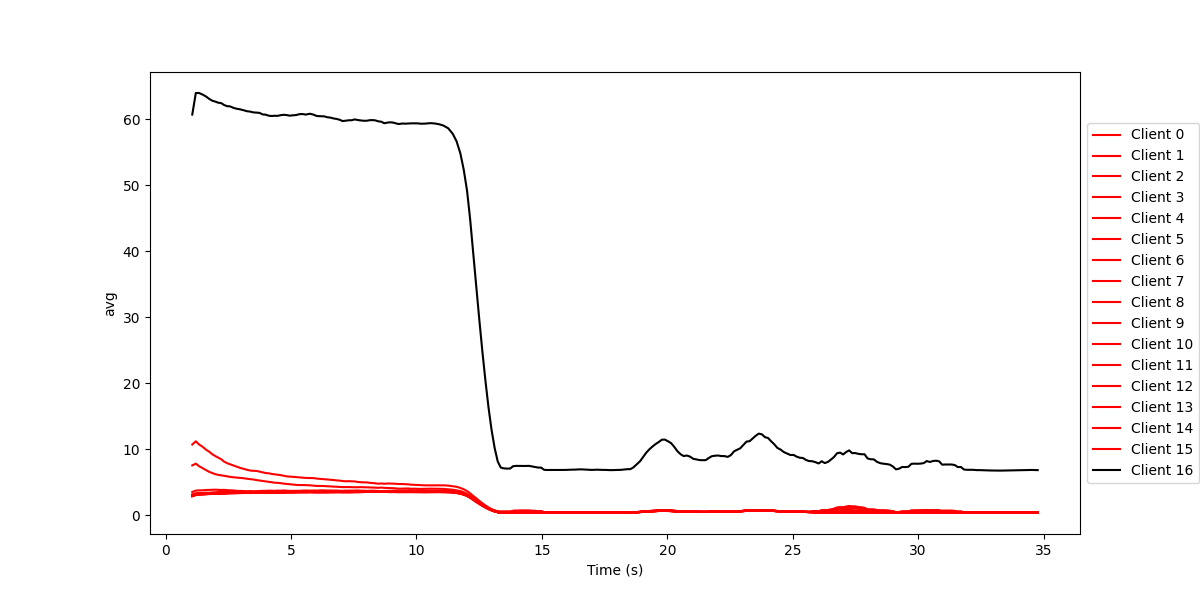 60
50
40
30
20
10
0
avg
0 5 10 15 20 25 30 35
Time (s)
Client 0
Client 1
Client 2
Client 3
Client 4
Client 5
Client 6
Client 7
Client 8
Client 9
Client 10
Client 11
Client 12
Client 13
Client 14
Client 15
Client 16